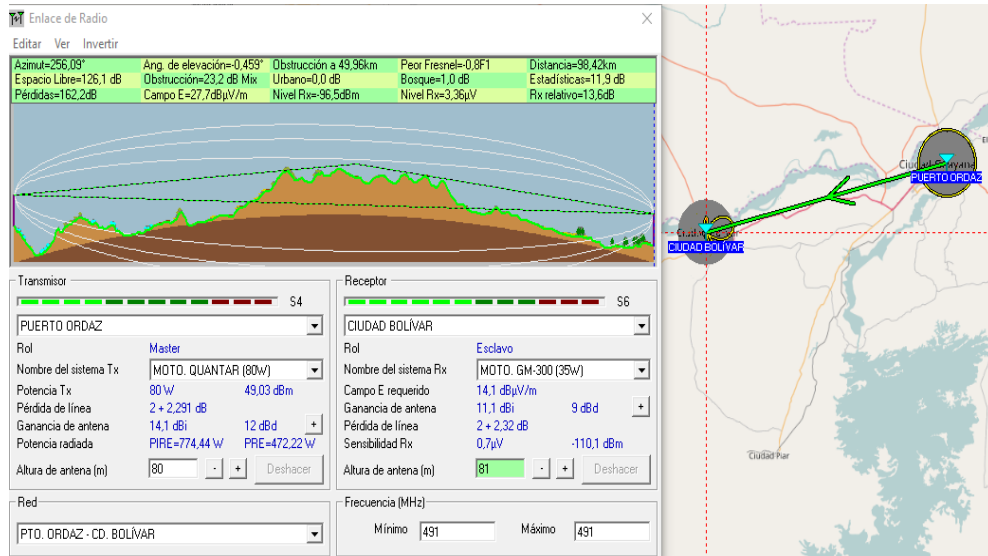 Enlace de Radio
Editar Ver Invertir
Azimut=256,09° Ang. de elevación=-0,459° Obstrucción a 49,96km Peor Fresnel=-0,8F1 Distancia=98,42km
Espacio Libre=126,1 dB Obstrucción=23,2 dB Mix Urbano=0,0 dB Bosque=1,0 dB Estadísticas=11,9 dB
Pérdidas=162,2dB Campo E=27,7dBµV/m Nivel Rx=-96,5dBm Nivel Rx=3,36µV Rx relativo=13,6dB
Transmisor
S4
PUERTO ORDAZ
Rol Master
Nombre del sistema Tx MOTO. QUANTAR (80W)
Potencia Tx 80 W 49,03 dBm
Pérdida de línea 2 + 2,291 dB
Ganancia de antena 14,1 dBi 12 dBd +
Potencia radiada PIRE=774,44 W PRE=472,22 W
Altura de antena (m) 80 - + Deshacer
Receptor
S6
CIUDAD BOLÍVAR
Rol Esclavo
Nombre del sistema Rx MOTO. GM-300 (35W)
Campo E requerido 14,1 dBµV/m
Ganancia de antena 11,1 dBi 9 dBd +
Pérdida de línea 2 + 2,32 dB
Sensibilidad Rx 0,7µV -110,1 dBm
Altura de antena (m) 81 - + Deshacer
Red
PTO. ORDAZ - CD. BOLÍVAR
Frecuencia (MHz)
Mínimo 491 Máximo 491
PUERTO ORDAZ
CIUDAD BOLÍVAR
Ciudad Piar